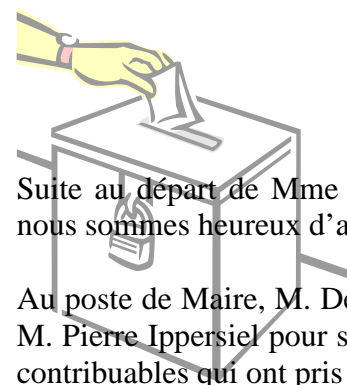 Suite au départ de Mme
nous sommes heureux d'a
Au poste de Maire, M. De
M. Pierre Ippersiel pour s
contribuables qui ont pris